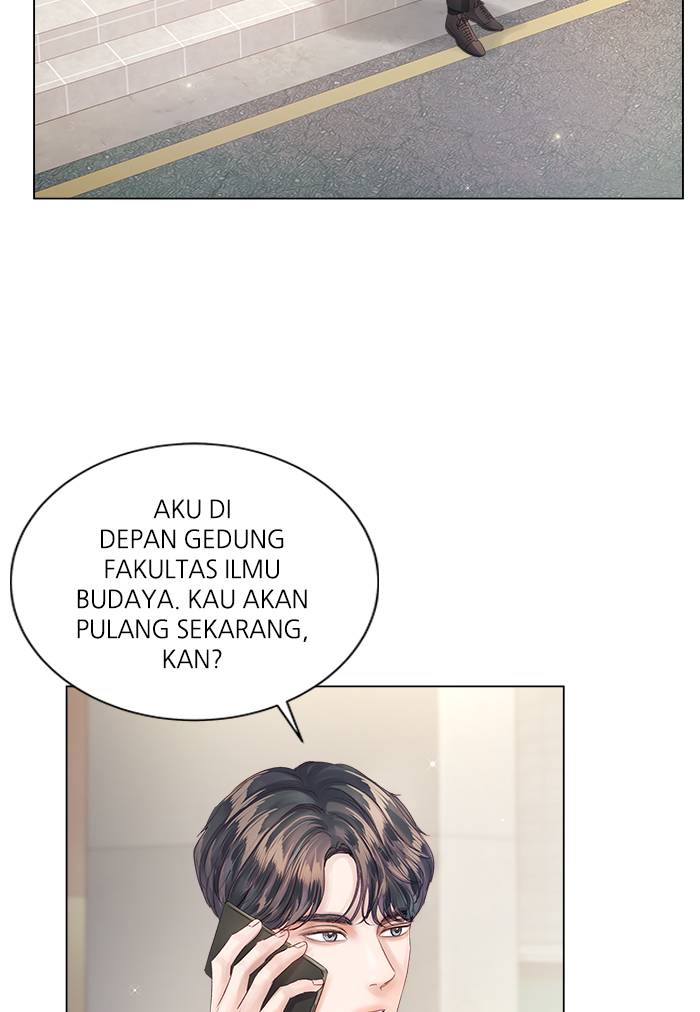 AKU DI
DEPAN GEDUNG
FAKULTAS ILMU
BUDAYA. KAU AKAN
PULANG SEKARANG,
KAN?